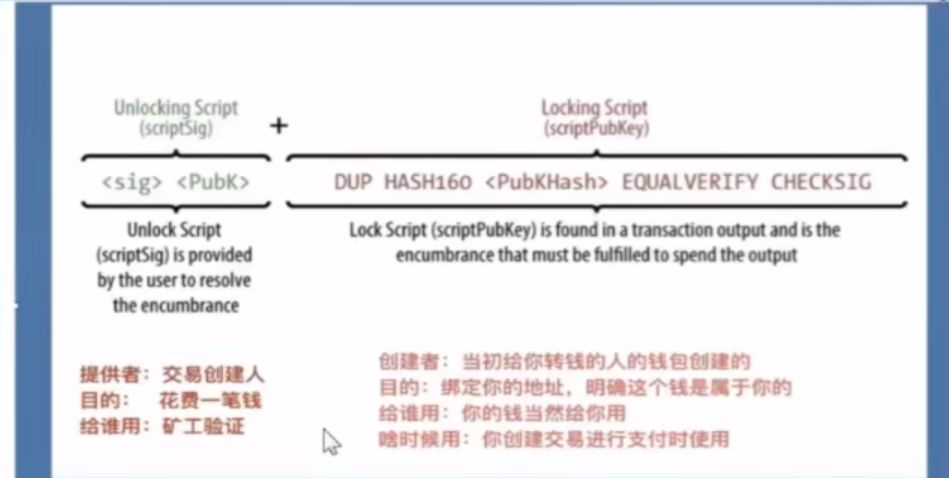 Unlocking Script
(scriptSig)
+
Locking Script
(scriptPubKey)
<sig> <PubK>
DUP HASH160 <PubKHash> EQUALVERIFY CHECKSIG
Unlock Script
(scriptSig) is provided
by the user to resolve
the encumbrance
Lock Script (scriptPubKey) is found in a transaction output and is the
encumbrance that must be fulfilled to spend the output
提供者：交易创建人
目的： 花费一笔钱
给谁用：矿工验证
创建者：当初给你转钱的人的钱包创建的
目的：绑定你的地址，明确这个钱是属于你的
给谁用：你的钱当然给你用
啥时候用：你创建交易进行支付时使用